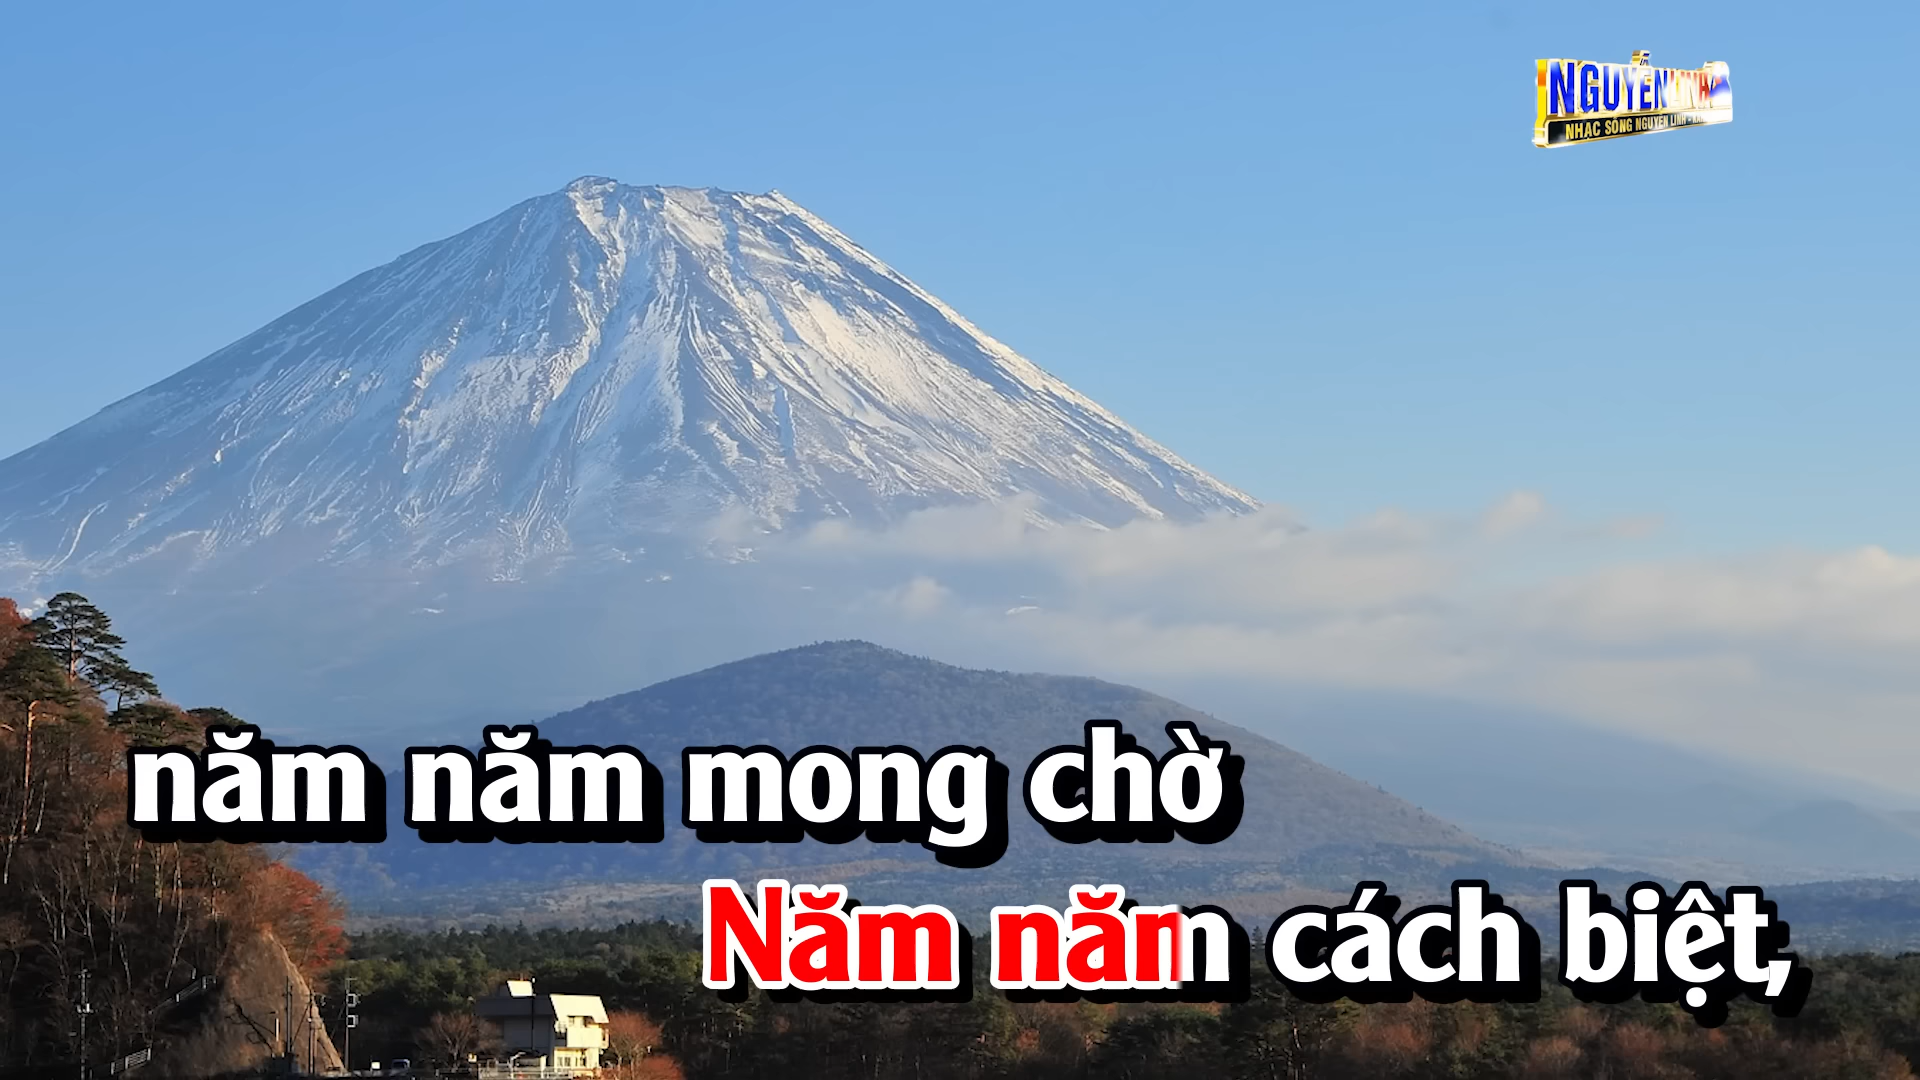 NGUYỄN LINH
NHẠC SỐNG NGUYỄN LINH
năm năm mong chờ
Năm năm cách biệt,